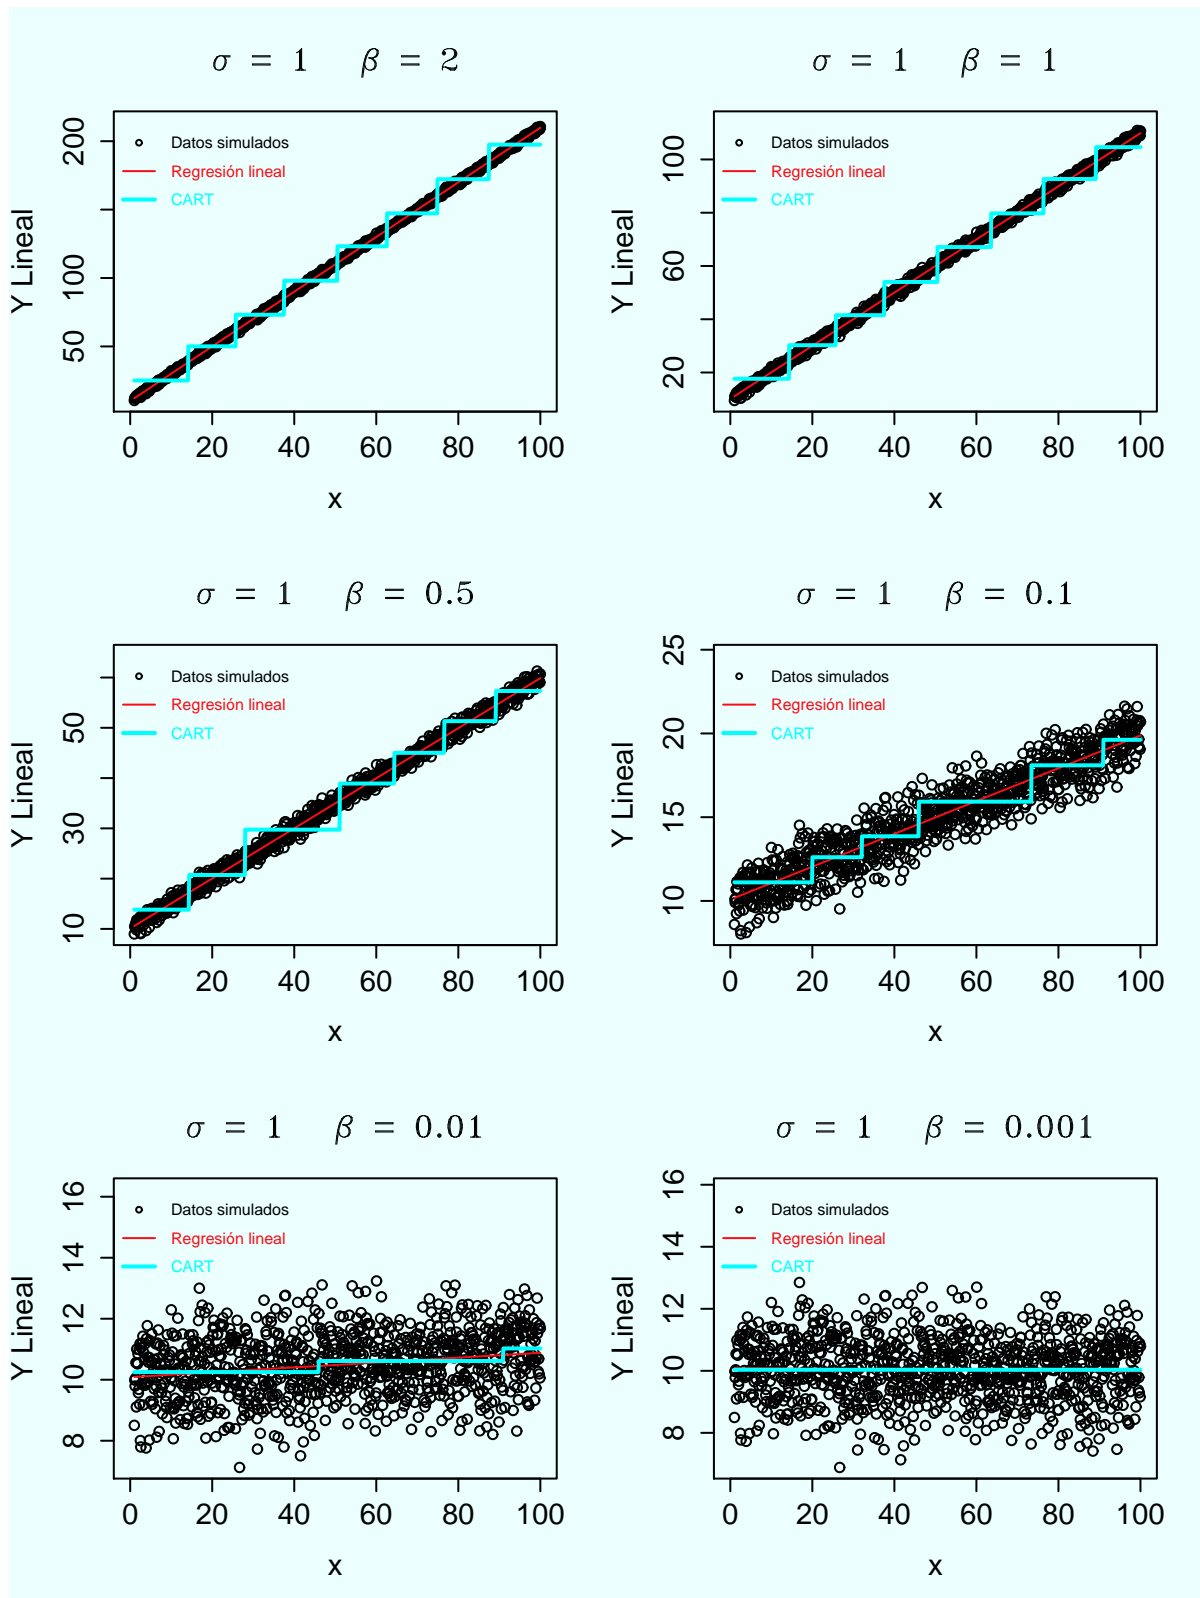 σ = 1 β = 2
Datos simulados
Regresión lineal
CART
Y Lineal
50 100 200
0 20 40 60 80 100
x
σ = 1 β = 1
Datos simulados
Regresión lineal
CART
Y Lineal
20 60 100
0 20 40 60 80 100
x
σ = 1 β = 0.5
Datos simulados
Regresión lineal
CART
Y Lineal
10 30 50
0 20 40 60 80 100
x
σ = 1 β = 0.1
Datos simulados
Regresión lineal
CART
Y Lineal
10 15 20 25
0 20 40 60 80 100
x
σ = 1 β = 0.01
Datos simulados
Regresión lineal
CART
Y Lineal
8 10 11 12 14 16
0 20 40 60 80 100
x
σ = 1 β = 0.001
Datos simulados
Regresión lineal
CART
Y Lineal
8 10 12 14 16
0 20 40 60 80 100
x